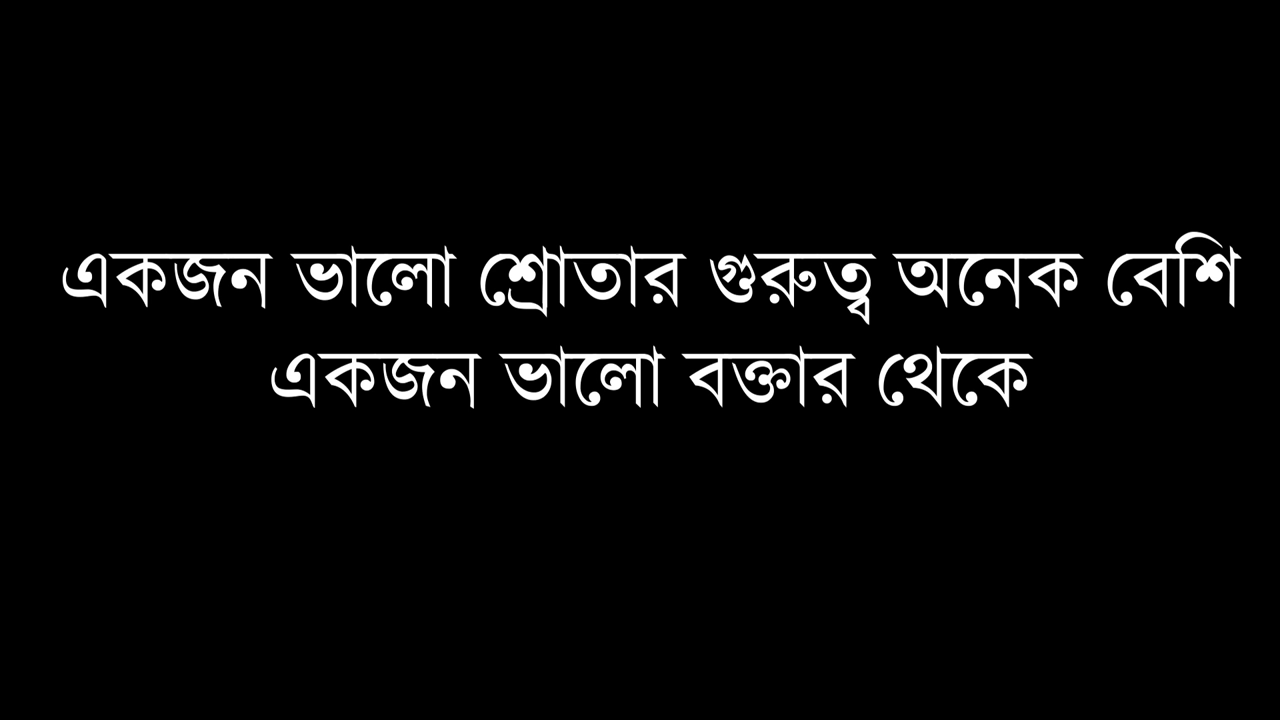 একজন ভালো শ্রোতার গুরুত্ব অনেক বেশি
একজন ভালো বক্তার থেকে